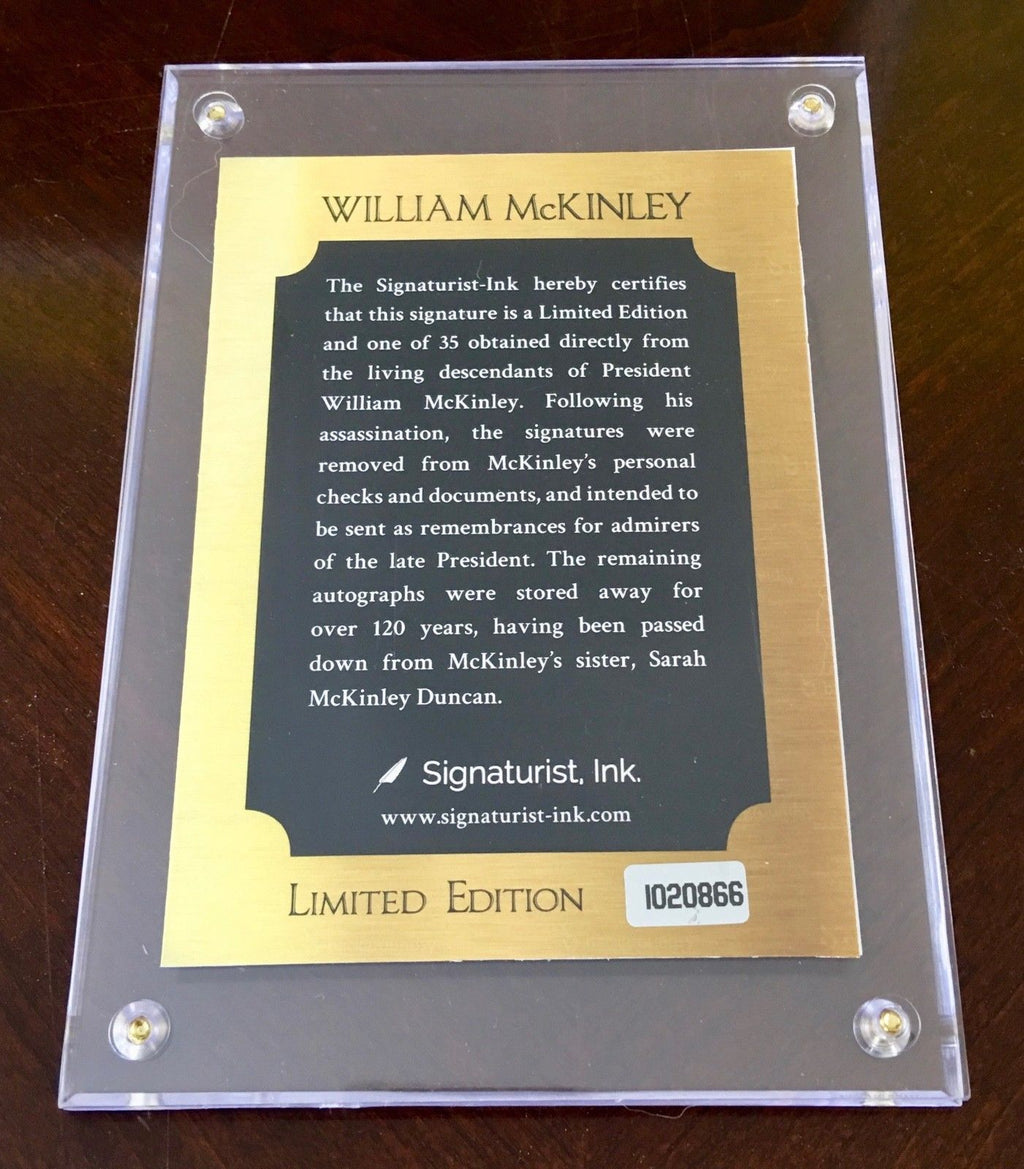 WILLIAM McKINLEY
The Signaturist-Ink hereby certifies
that this signature is a Limited Edition
and one of 35 obtained directly from
the living descendants of President
William McKinley. Following his
assassination, the signatures were
removed from McKinley's personal
checks and documents, and intended to
be sent as remembrances for admirers
of the late President. The remaining
autographs were stored away for
over 120 years, having been passed
down from McKinley's sister, Sarah
McKinley Duncan.
Signaturist, Ink.
www.signaturist-ink.com
LIMITED EDITION
1020866